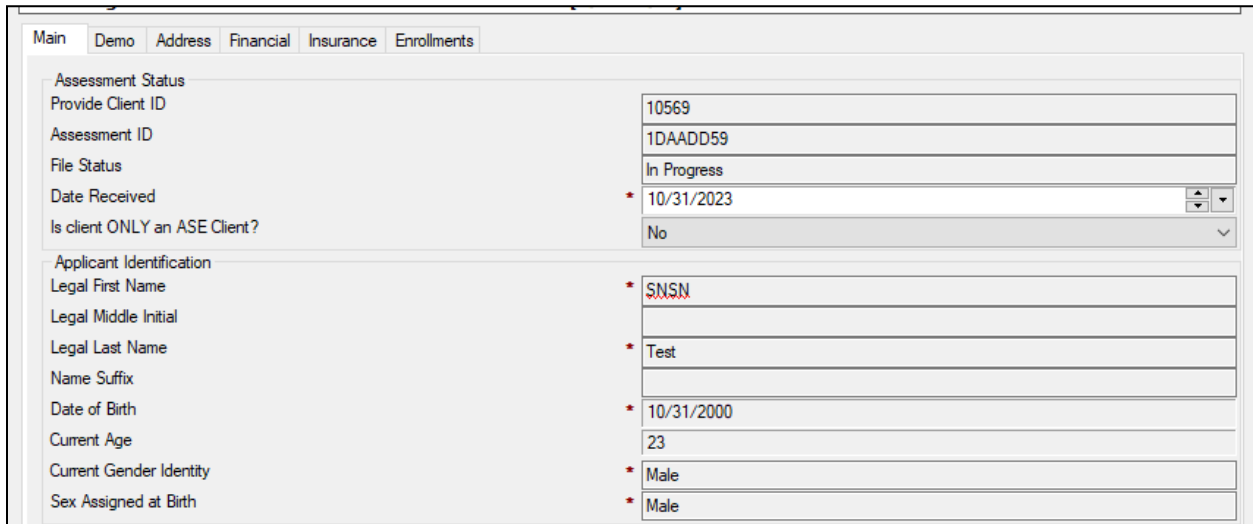 Main Demo Address Financial Insurance Enrollments
Assessment Status
Provide Client ID 10569
Assessment ID 1DAADD59
File Status In Progress
Date Received * 10/31/2023
Is client ONLY an ASE Client? No
Applicant Identification
Legal First Name * SNSN
Legal Middle Initial
Legal Last Name * Test
Name Suffix
Date of Birth * 10/31/2000
Current Age 23
Current Gender Identity * Male
Sex Assigned at Birth * Male